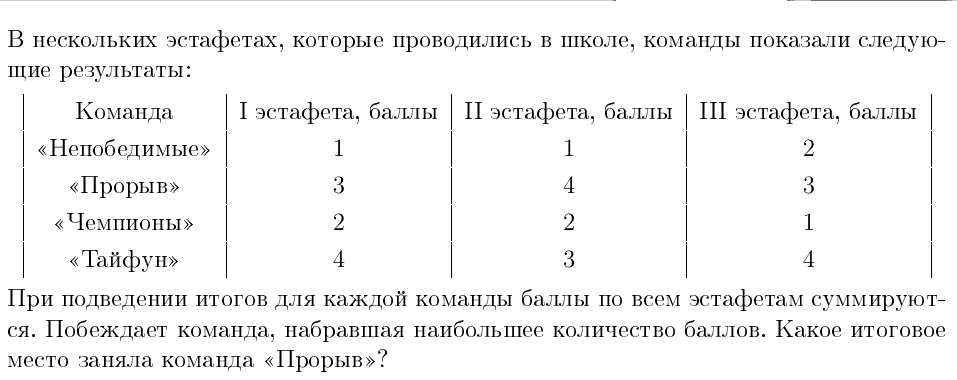 В нескольких эстафетах, которые проводились в школе, команды показали следую-
щие результаты:
Команда I эстафета, баллы II эстафета, баллы III эстафета, баллы
«Непобедимые» 1 1 2
«Прорыв» 3 4 3
«Чемпионы» 2 2 1
«Тайфун» 4 3 4
При подведении итогов для каждой команды баллы по всем эстафетам суммируют-
ся. Побеждает команда, набравшая наибольшее количество баллов. Какое итоговое
место заняла команда «Прорыв»?